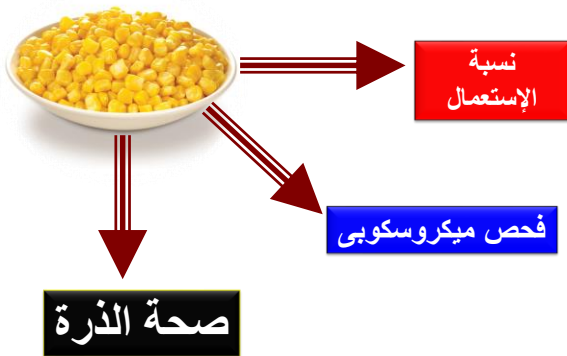 نسبة
الإستعمال
فحص ميكروسكوبى
صحة الذرة